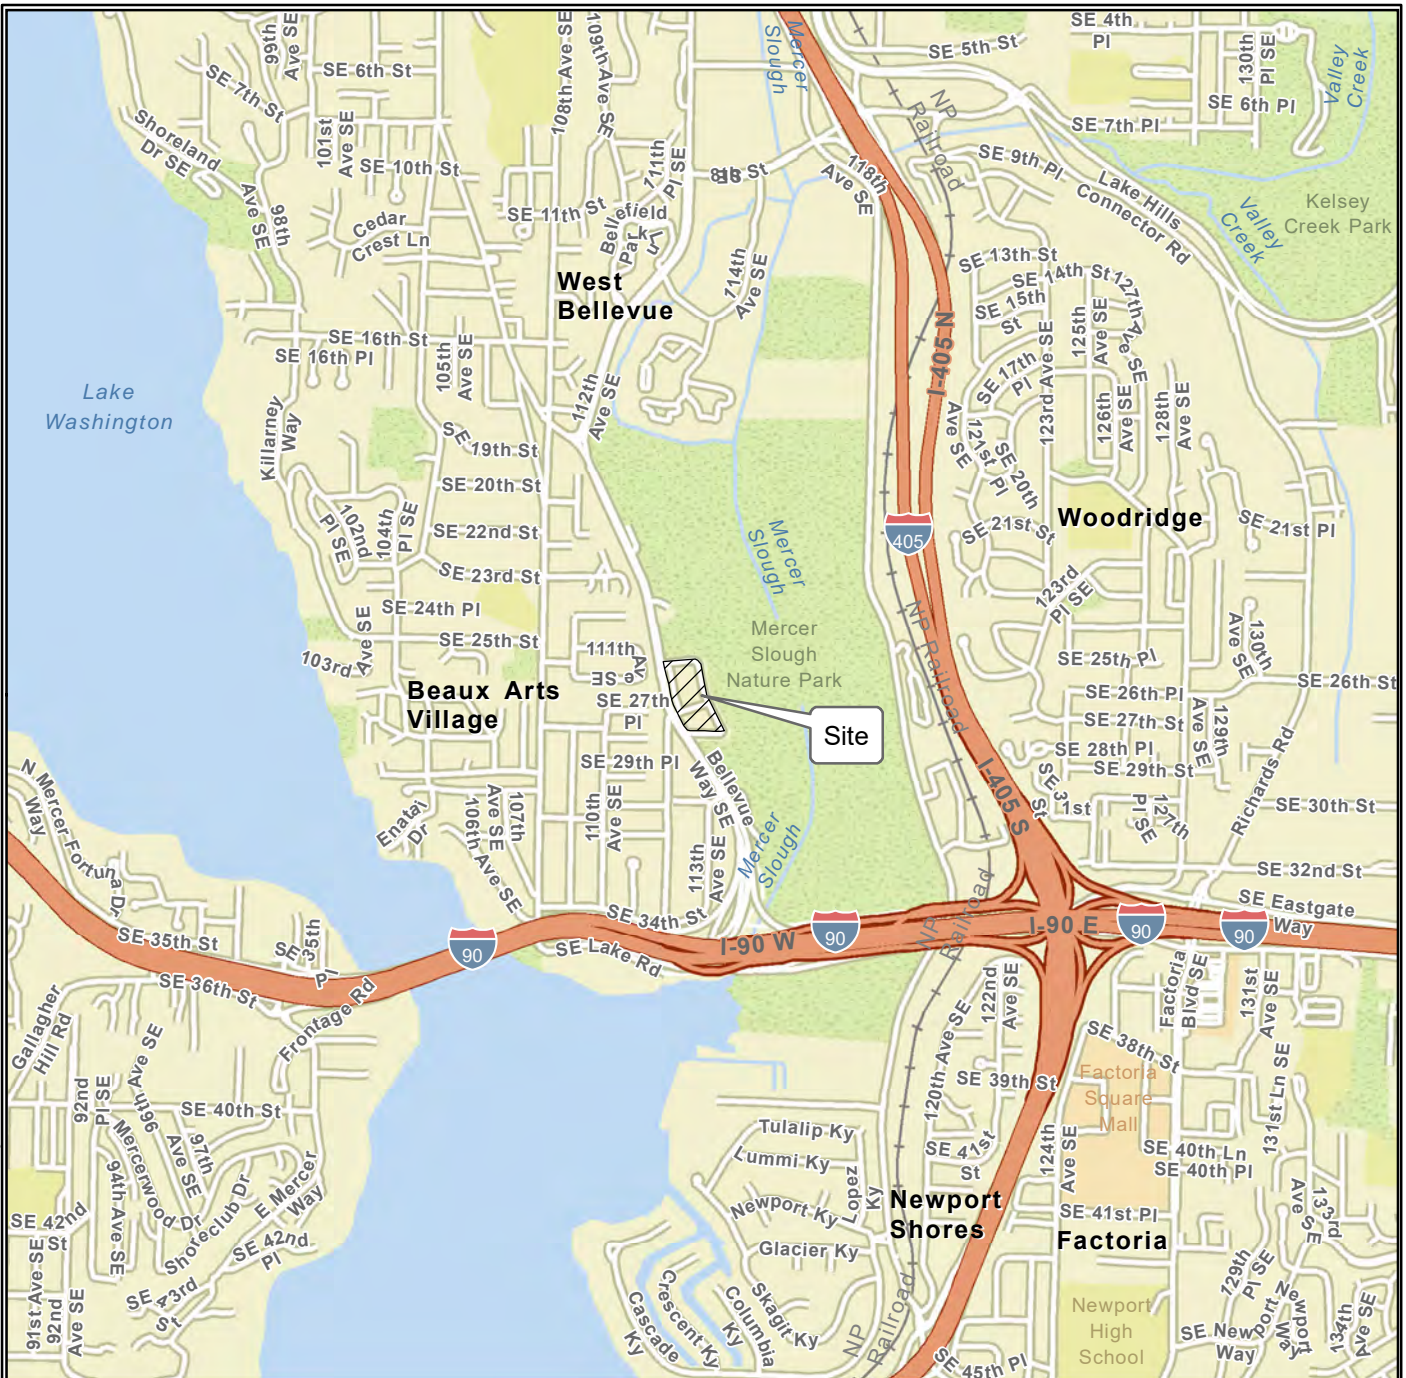 99th
Ave SE
SE 6th St
SE 7th St
108th Ave SE
109th Ave SE
Mercer
Slough
SE 5th St
SE 4th
Pl
130th
Pl SE
Valley
Creek
SE 6th Pl
SE 7th Pl
NP
Railroad
Shoreland
Dr SE
101st
Ave SE
SE 10th St
111th
Pl SE
SE
8th St
118th
Ave SE
SE 9th Pl
Lake Hills
Connector Rd
Kelsey
Creek Park
Valley
Creek
98th
Ave SE
Cedar
Crest Ln
SE 11th St
Bellefield
Park Ln
114th
Ave SE
West
Bellevue
SE 13th St
SE 14th St
SE 15th
St
127th Ave SE
125th
Ave SE
I-405 N
SE 16th St
SE 16th Pl
105th
Ave SE
SE 17th
Pl
123rd Ave SE
Lake
Washington
Killarney
Way
112th
Ave SE
Ave SE
121st Pl
SE 20th
126th
Ave SE
128th
Ave SE
SE 19th St
SE 20th St
102nd
Pl SE
104th
Pl SE
SE 22nd St
405
SE 21st St
Woodridge
SE 21st Pl
Mercer
Slough
SE 23rd St
SE 24th Pl
SE 25th St
123rd
Pl SE
NP Railroad
Mercer
Slough
Nature Park
103rd
Ave SE
111th
Ave SE
SE 27th
Pl
Beaux Arts
Village
Site
SE 25th Pl
130th
Ave SE
SE 26th St
SE 26th Pl
SE 27th St
Ave SE
129th
SE 28th Pl
SE 29th St
Richards Rd
SE 29th Pl
Bellevue
Way SE
I-405 S
SE 31st
St
127th
Pl SE
SE 30th St
N Mercer
Way
Fortuna Dr
Enatai
Dr
106th Ave SE
107th
Ave SE
110th
Ave SE
113th
Ave SE
Mercer
Slough
SE 32nd St
SE Eastgate
Way
NP
Railroad
SE 34th St
SE Lake Rd
I-90 W
90
90
I-90 E
90
90
SE 35th St
SE 35th
Pl
SE 36th St
Frontage Rd
Gallagher
Hill Rd
122nd
Ave SE
120th Ave SE
Factoria
Blvd SE
131st
Ave SE
SE 38th St
SE 39th St
Factoria
Square
Mall
131st Ln SE
92nd
Pl SE
96th Ave SE
SE 40th St
97th
Ave SE
Mercerwood Dr
94th Ave SE
Shoreclub Dr
E Mercer
Way
Tulalip Ky
Lummi Ky
Lopez
Ky
Newport Ky
Glacier Ky
SE 41st
St
124th
Ave SE
SE 40th Ln
SE 40th Pl
SE 41st Pl
Newport
Shores
Factoria
133rd
Ave SE
SE 42nd
St
SE 42nd
Pl
SE 43rd
St
91st Ave SE
92nd
Ave SE
Cascade
Ky
Crescent Ky
Columbia
Ky
Skagit Ky
NP
Railroad
SE 45th Pl
Newport
High
School
129th
Pl SE
SE Newport
Way
Newport
Way
134th
Ave SE